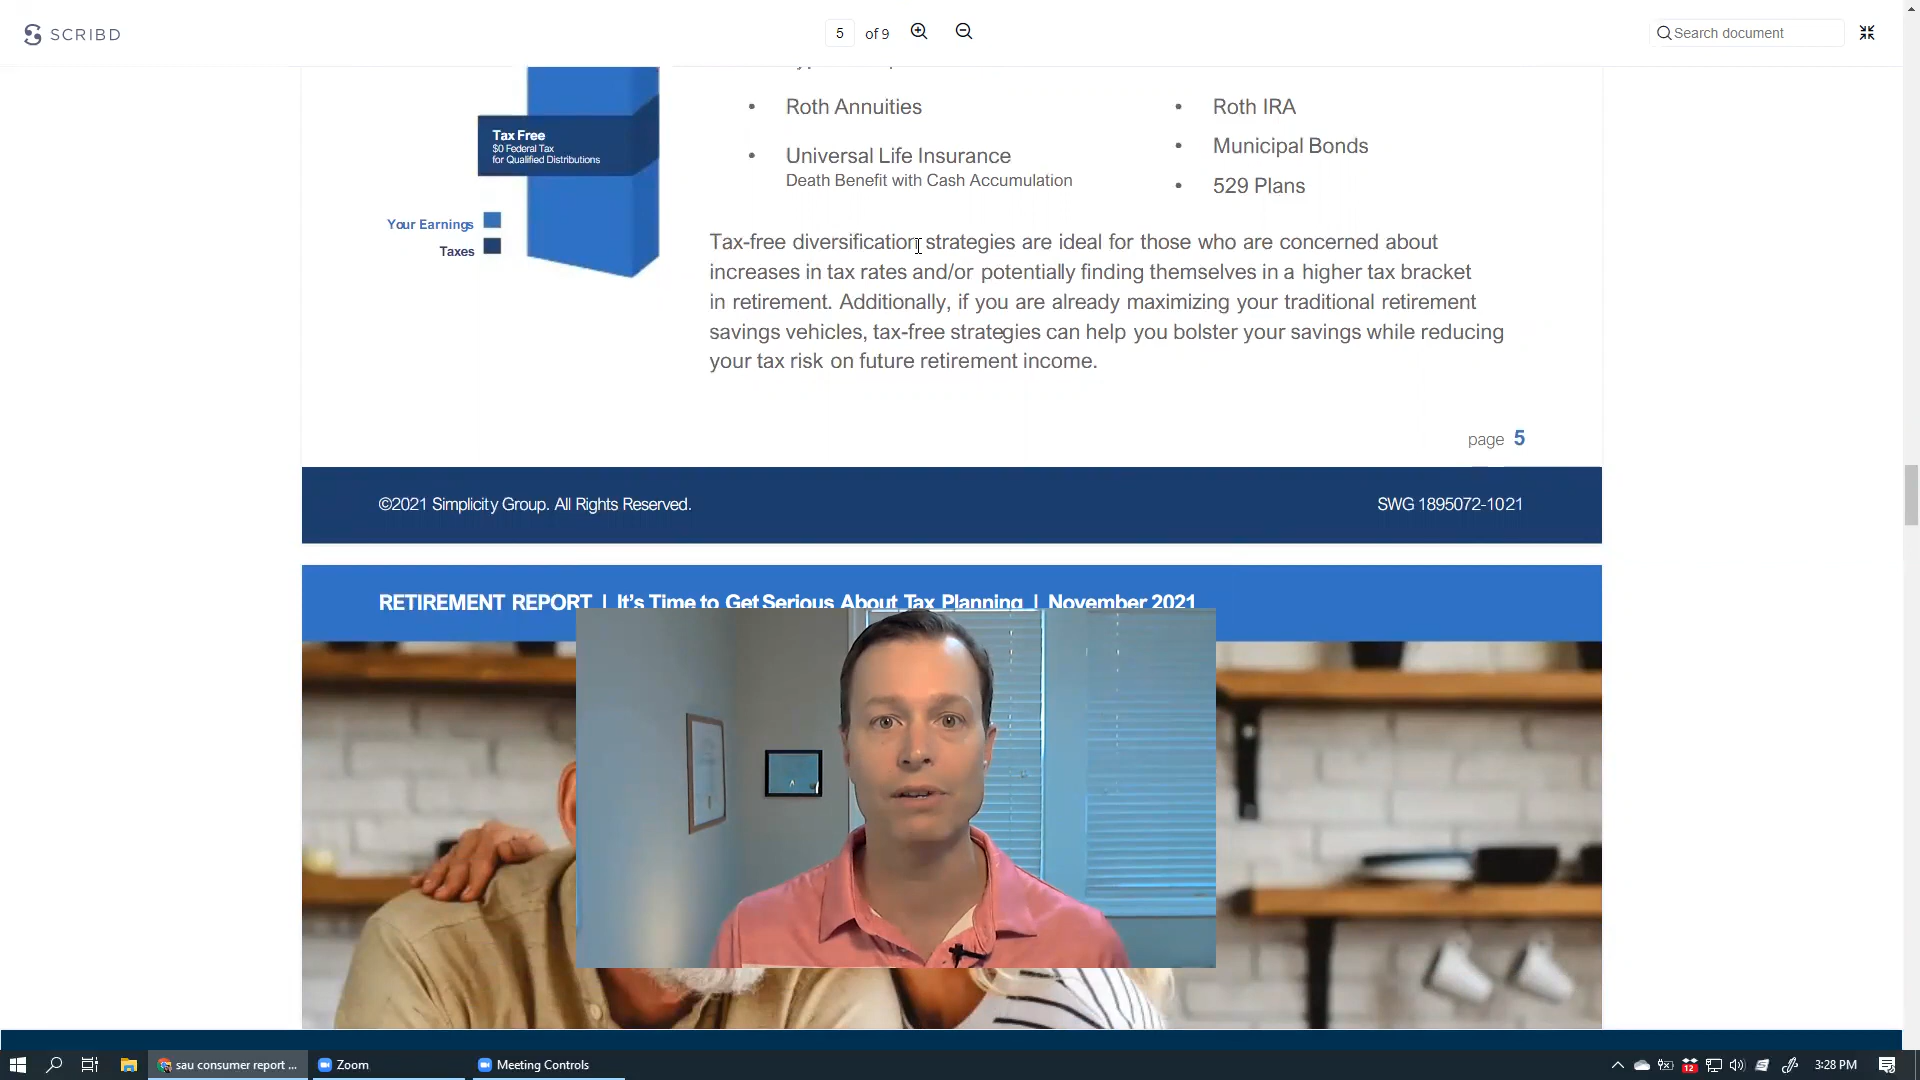 SCRIBD
5 of 9
Search document
Roth Annuities
Roth IRA
Tax Free
$0 Federal Tax
for Qualified Distributions
Universal Life Insurance
Death Benefit with Cash Accumulation
Municipal Bonds
529 Plans
Your Earnings
Taxes
Tax-free diversification strategies are ideal for those who are concerned about
increases in tax rates and/or potentially finding themselves in a higher tax bracket
in retirement. Additionally, if you are already maximizing your traditional retirement
savings vehicles, tax-free strategies can help you bolster your savings while reducing
your tax risk on future retirement income.
page 5
©2021 Simplicity Group. All Rights Reserved.
SWG 1895072-1021
RETIREMENT REPORT | It's Time to Get Serious About Tax Planning | November 2021
sau consumer report ...
Zoom
Meeting Controls
12
3:28 PM